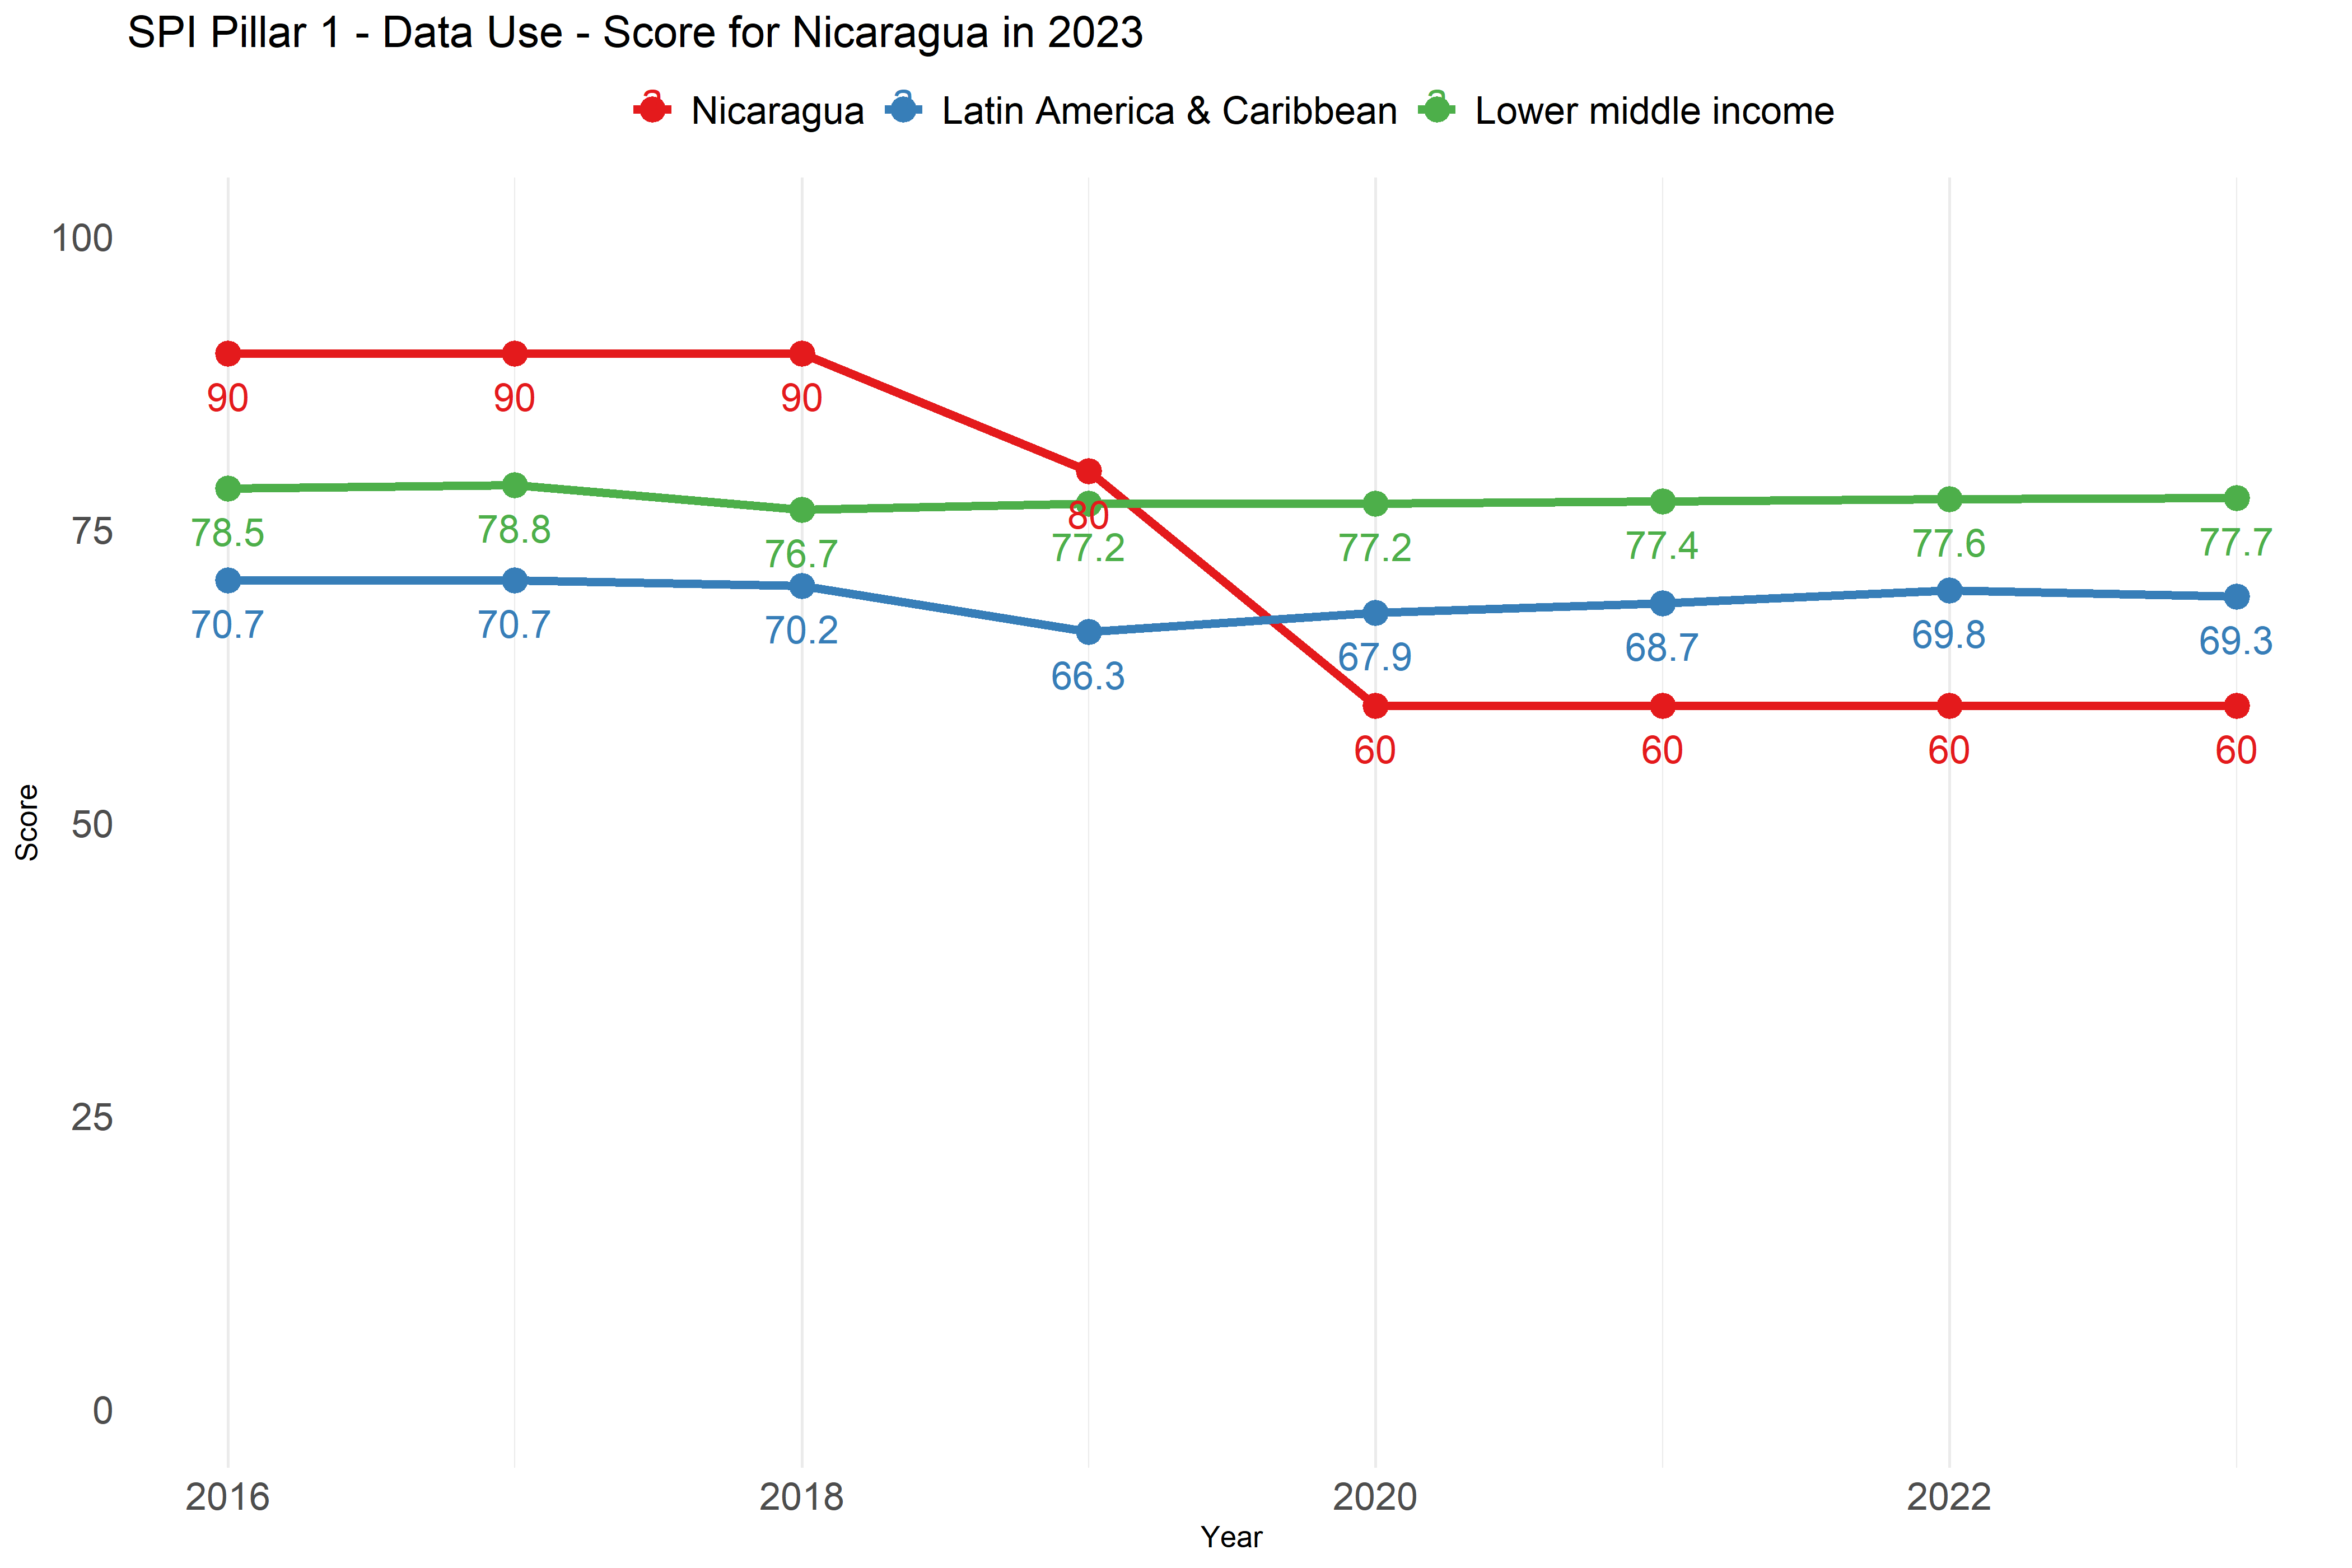 SPI Pillar 1 - Data Use - Score for Nicaragua in 2023
Nicaragua Latin America & Caribbean Lower middle income
100
90 90 90
80
78.5 78.8 76.7 77.2 77.2 77.4 77.6 77.7
75
70.7 70.7 70.2 66.3 67.9 68.7 69.8 69.3
60 60 60 60
Score
50
25
0
2016 2018 2020 2022
Year